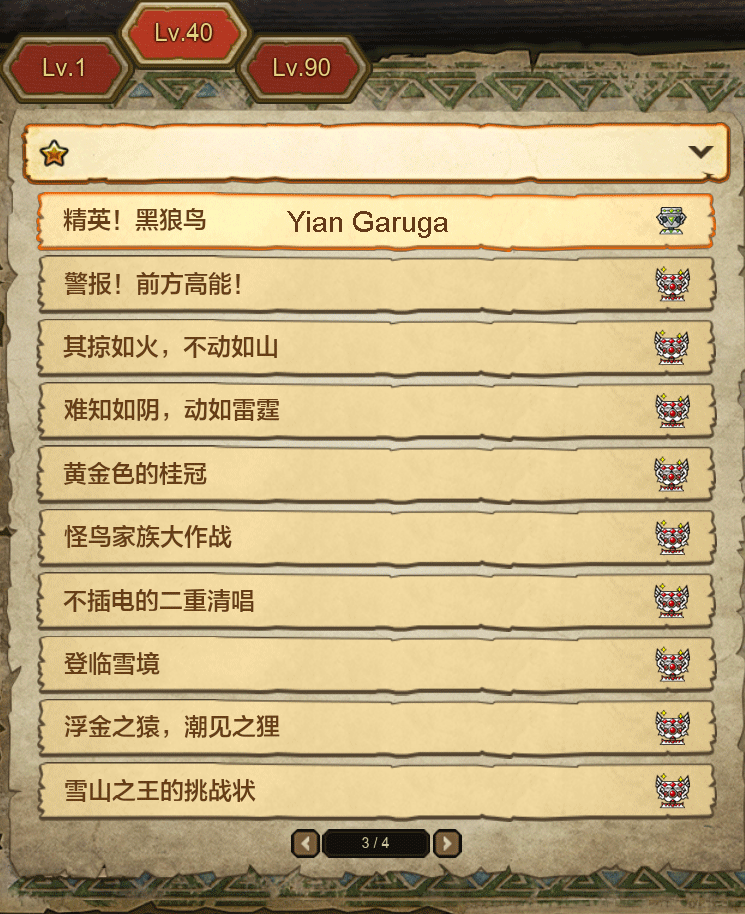 Lv.40
Lv.1
Lv.90
精英！黑狼鸟 Yian Garuga
警报！前方高能！
其掠如火，不动如山
难知如阴，动如雷霆
黄金色的桂冠
怪鸟家族大作战
不插电的二重清唱
登临雪境
浮金之猿，潮见之狸
雪山之王的挑战状
3 / 4